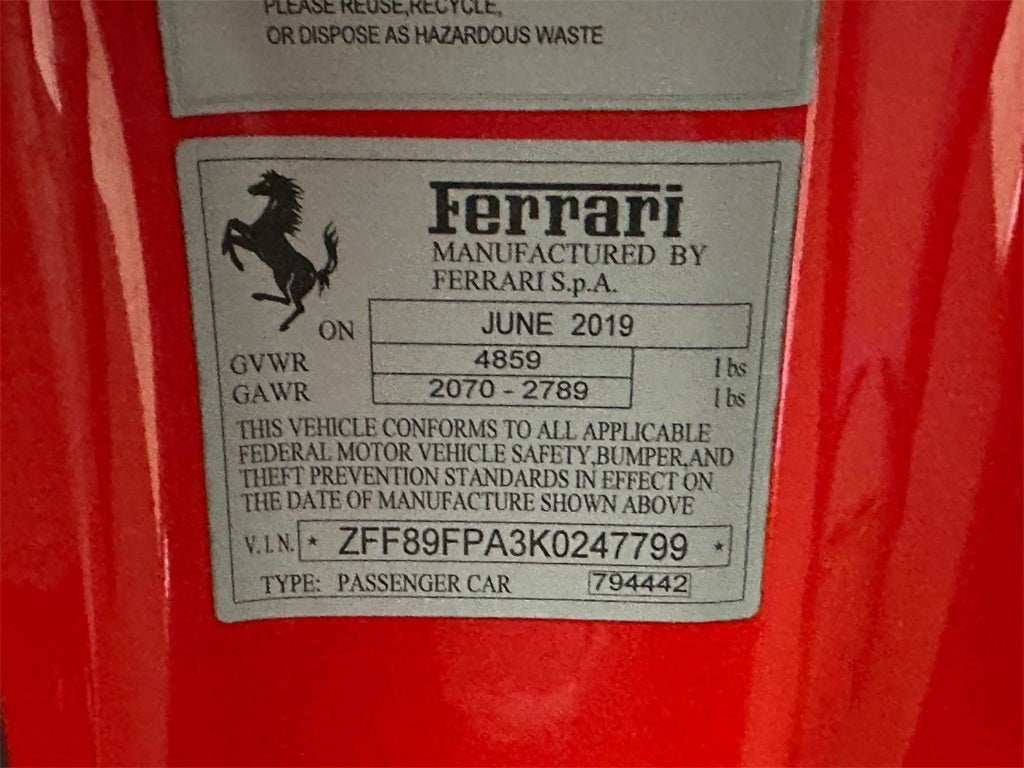 PLEASE REUSE,RECYCLE,
OR DISPOSE AS HAZARDOUS WASTE
Ferrari
MANUFACTURED BY
FERRARI S.p.A.
ON JUNE 2019
GVWR 4859 lbs
GAWR 2070 - 2789 lbs
THIS VEHICLE CONFORMS TO ALL APPLICABLE
FEDERAL MOTOR VEHICLE SAFETY,BUMPER,AND
THEFT PREVENTION STANDARDS IN EFFECT ON
THE DATE OF MANUFACTURE SHOWN ABOVE
V.I.N. * ZFF89FPA3K0247799 *
TYPE: PASSENGER CAR 794442